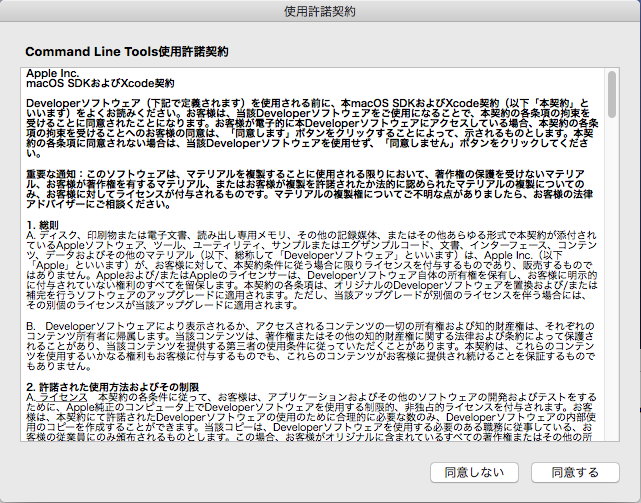 使用許諾契約
Command Line Tools使用許諾契約
Apple Inc.
macOS SDKおよびXcode契約
Developerソフトウェア（下記で定義されます）を使用される前に、本macOS SDKおよびXcode契約（以下「本契約」と
いいます）をよくお読みください。お客様は、当該Developerソフトウェアをご使用になることで、本契約の各条項の拘束を
受けることに同意されたことになります。お客様が電子的に本Developerソフトウェアにアクセスしている場合、本契約の各条
項の拘束を受けることへのお客様の同意は、「同意します」ボタンをクリックすることによって、示されるものとします。本契
約の各条項に同意されない場合は、当該Developerソフトウェアを使用せず、「同意しません」ボタンをクリックしてくださ
い。
重要な通知：このソフトウェアは、マテリアルを複製することに使用される限りにおいて、著作権の保護を受けないマテリア
ル、お客様が著作権を有するマテリアル、またはお客様が複製を許諾されたか法的に認められたマテリアルの複製についての
み、お客様に対してライセンスが付与されるものです。マテリアルの複製権についてご不明な点がありましたら、お客様の法律
アドバイザーにご相談ください。
1. 総則
A. ディスク、印刷物または電子文書、読み出し専用メモリ、その他の記録媒体、またはその他あらゆる形式で本契約が添付さ
れているAppleソフトウェア、ツール、ユーティリティ、サンプルまたはエグザンプルコード、文書、インターフェース、コンテン
ツ、データおよびその他のマテリアル（以下、総称して「Developerソフトウェア」といいます）は、Apple Inc.（以下
「Apple」といいます）が、お客様に対して、本契約条件に従う場合に限りライセンスを付与するものであり、販売するもので
はありません。Appleおよび/またはAppleのライセンサーは、Developerソフトウェア自体の所有権を保有し、お客様に明示的
に付与されていない権利のすべてを留保します。本契約の各条項は、オリジナルのDeveloperソフトウェアを置換および/または
補完を行うソフトウェアのアップグレードに適用されます。ただし、当該アップグレードが別個のライセンスを伴う場合には、
その別個のライセンスが当該アップグレードに適用されます。
B.　Developerソフトウェアにより表示されるか、アクセスされるコンテンツの一切の所有権および知的財産権は、それぞれの
コンテンツ所有者に帰属します。当該コンテンツは、著作権またはその他の知的財産権に関する法律および条約によって保護さ
れることがあり、当該コンテンツを提供する第三者の使用条件に従っていただくことがあります。本契約は、これらのコンテン
ツを使用するいかなる権利もお客様に付与するものでも、これらのコンテンツがお客様に提供され続けることを保証するもので
もありません。
2. 許諾された使用方法およびその制限
A. ライセンス　本契約の各条件に従って、お客様は、アプリケーションおよびその他のソフトウェアの開発およびテストをする
ために、Apple純正のコンピュータ上でDeveloperソフトウェアを使用する制限的、非独占的ライセンスを付与されます。お客
様は、本契約にて許諾されたDeveloperソフトウェアの使用のために合理的に必要な数のみ、Developerソフトウェアの内部使
用のコピーを作成することができます。当該コピーは、Developerソフトウェアを使用する必要のある職務に従事している、お
客様の従業員にのみ頒布されるものとします。この場合、お客様がオリジナルに含まれているすべての著作権またはその他の所
同意しない
同意する